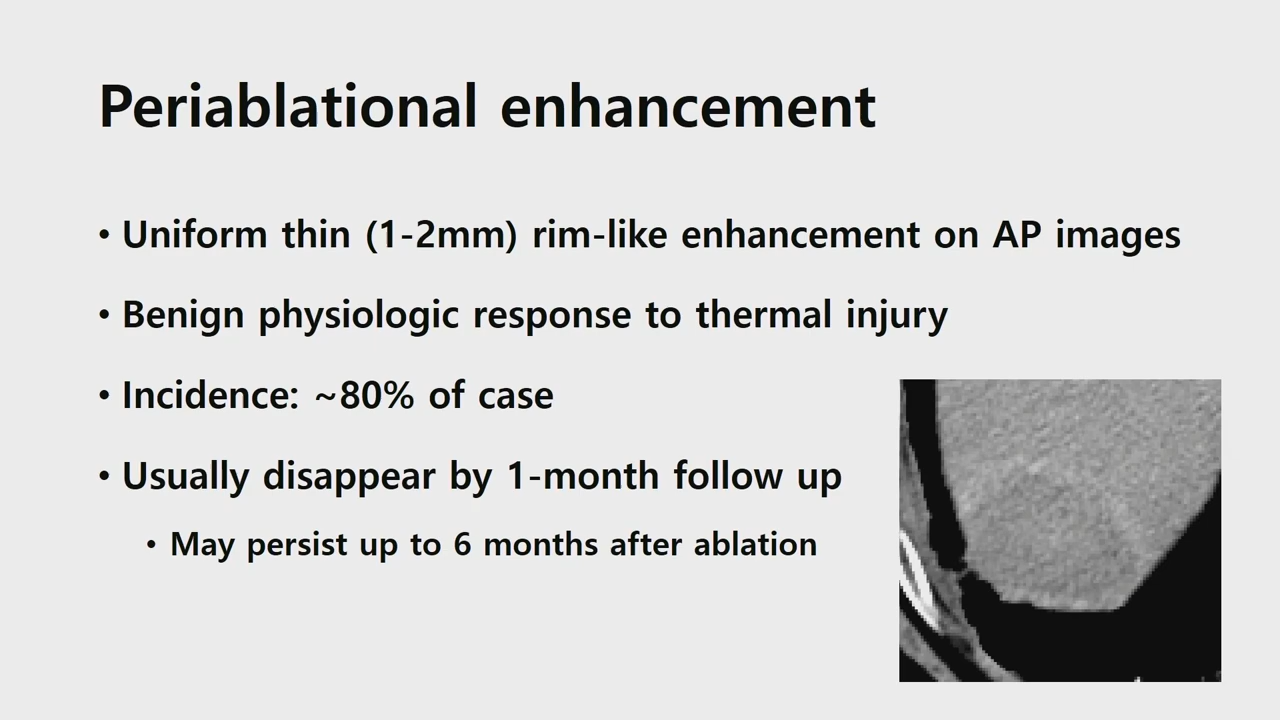 Periablational enhancement
• Uniform thin (1-2mm) rim-like enhancement on AP images
• Benign physiologic response to thermal injury
• Incidence: ~80% of case
• Usually disappear by 1-month follow up
• May persist up to 6 months after ablation